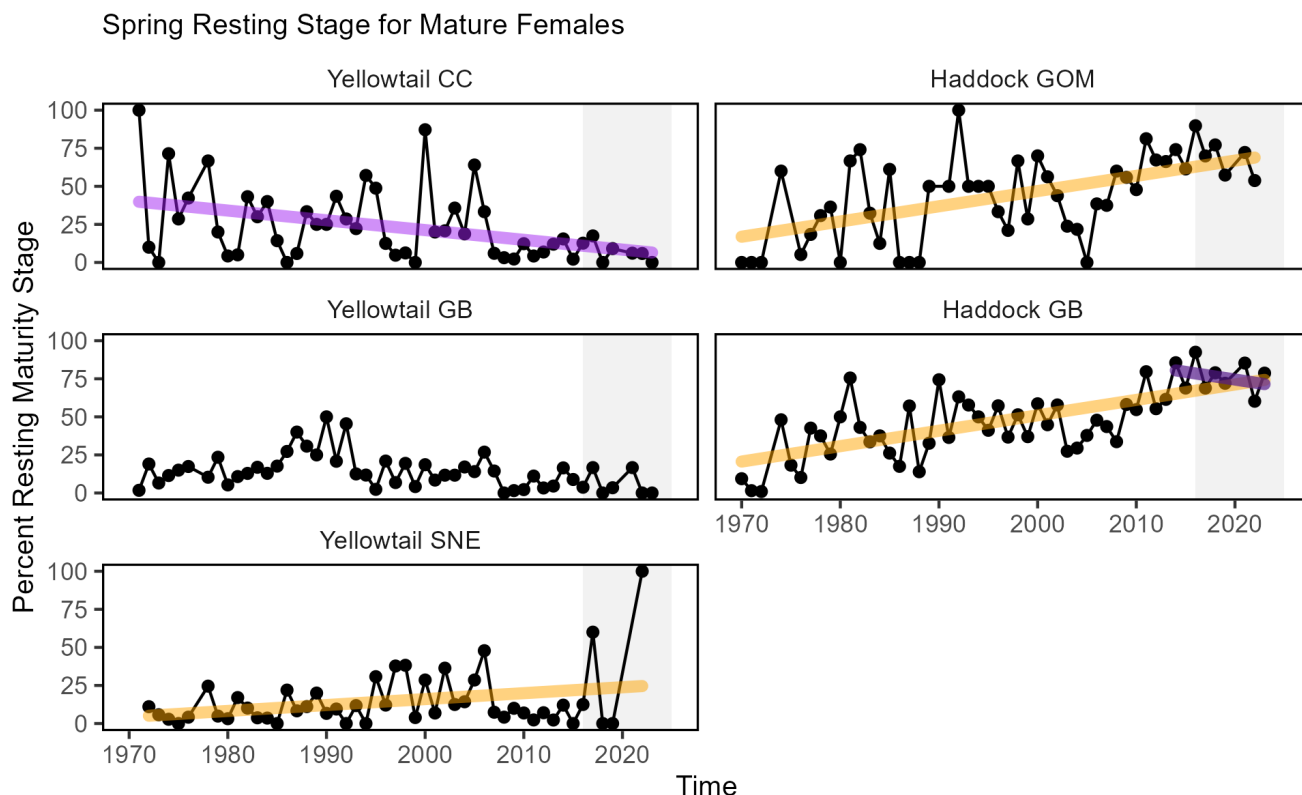 Spring Resting Stage for Mature Females
Percent Resting Maturity Stage
Yellowtail CC
100
75
50
25
0
Haddock GOM
Yellowtail GB
100
75
50
25
0
Haddock GB
1970 1980 1990 2000 2010 2020
Yellowtail SNE
100
75
50
25
0
1970 1980 1990 2000 2010 2020
Time